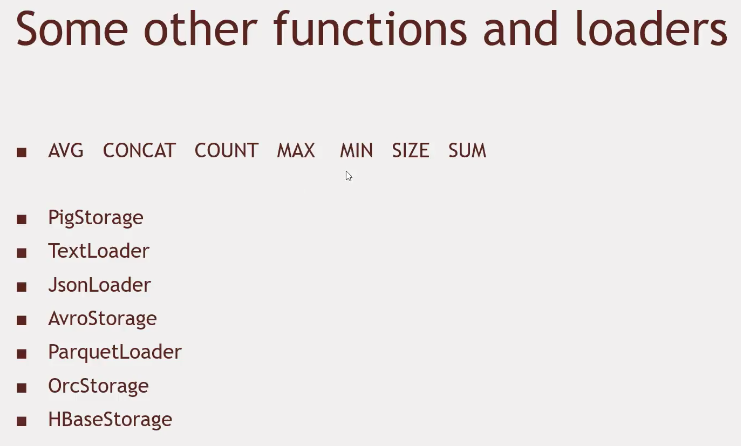 Some other functions and loaders
▪ AVG CONCAT COUNT MAX MIN SIZE SUM
▪ PigStorage
▪ TextLoader
▪ JsonLoader
▪ AvroStorage
▪ ParquetLoader
▪ OrcStorage
▪ HBaseStorage